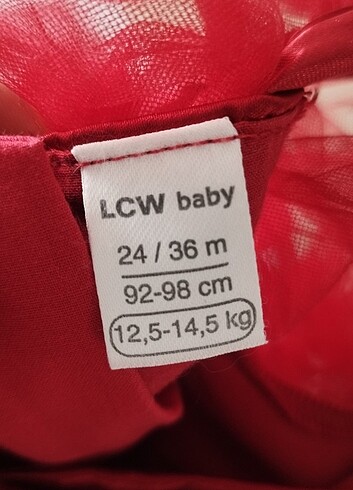 LCW baby
24 / 36 m
92-98 cm
12,5-14,5 kg